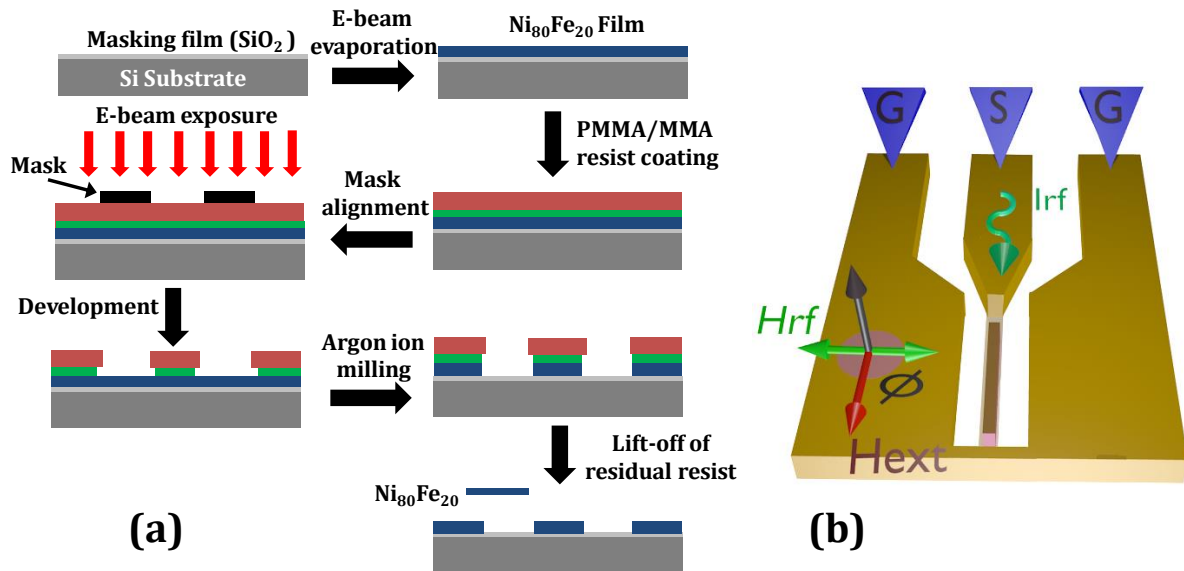 Masking film (SiO₂ )
Si Substrate
E-beam
evaporation
Ni₈₀Fe₂₀ Film
E-beam exposure
Mask
Mask
alignment
PMMA/MMA
resist coating
Development
Argon ion
milling
Lift-off of
residual resist
Ni₈₀Fe₂₀
(a)
G
S
G
Irf
Hrf
Ø
Hext
(b)